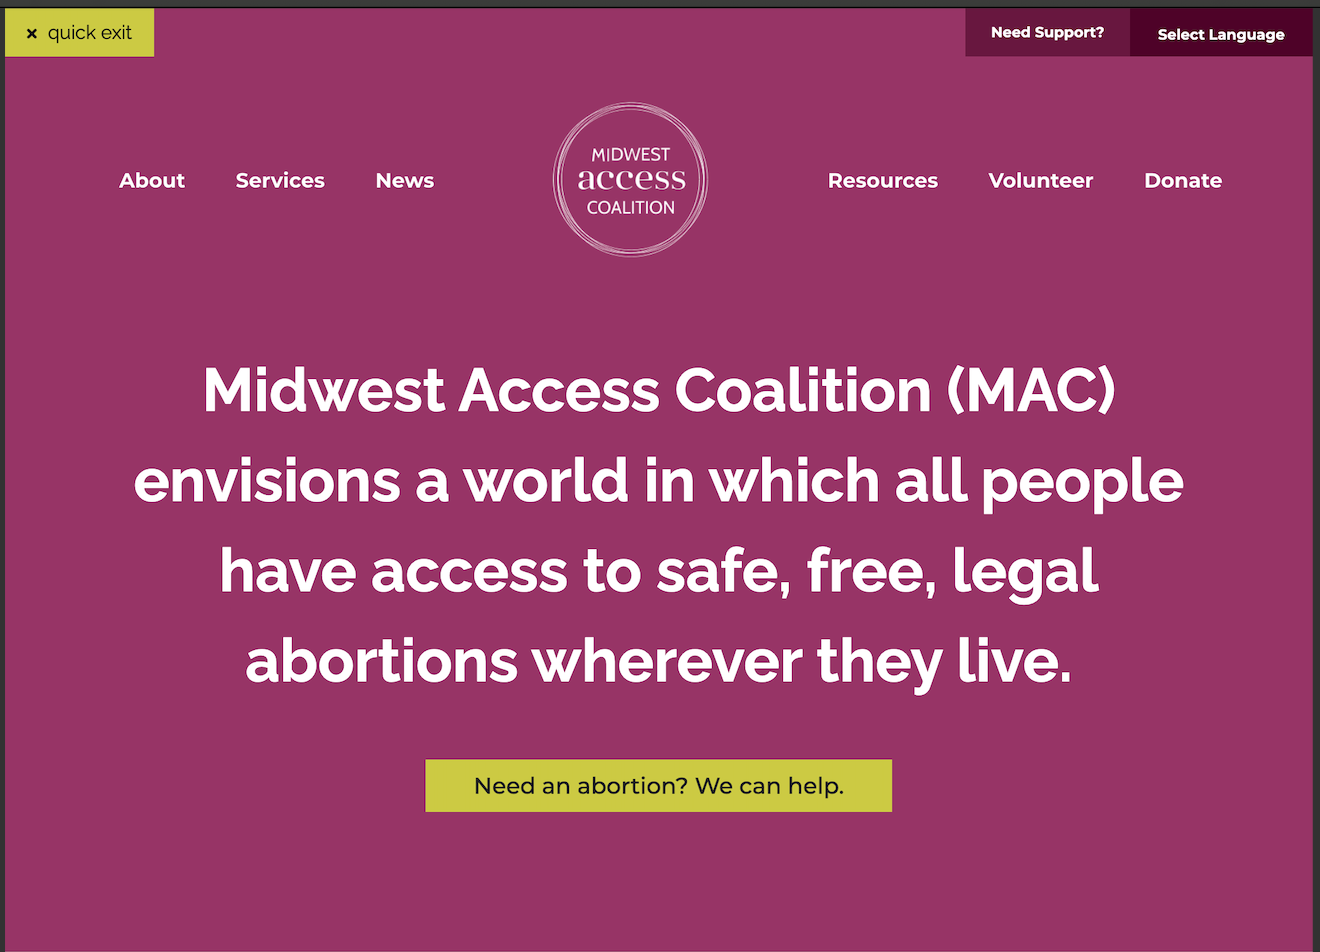 × quick exit
Need Support?
Select Language
About
Services
News
MIDWEST
access
COALITION
Resources
Volunteer
Donate
Midwest Access Coalition (MAC)
envisions a world in which all people
have access to safe, free, legal
abortions wherever they live.
Need an abortion? We can help.